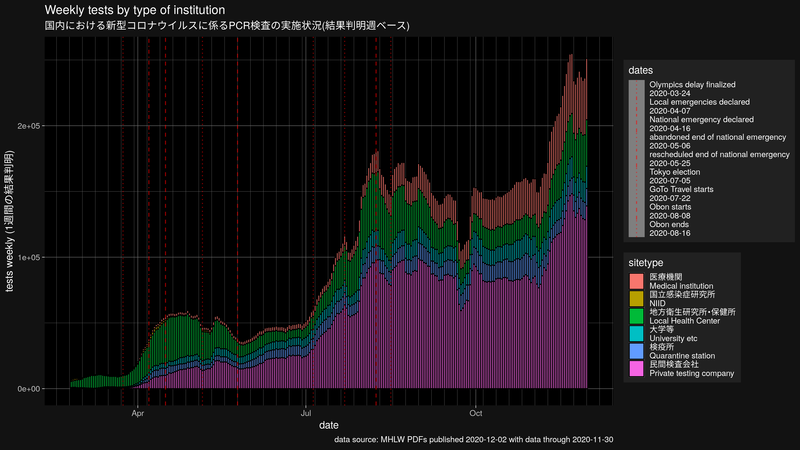 Weekly tests by type of institution
国内における新型コロナウイルスに係るPCR検査の実施状況(結果判明週ベース)
tests weekly (1週間の結果判明)
2e+05
1e+05
0e+00
Apr
Jul
Oct
date
data source: MHLW PDFs published 2020-12-02 with data through 2020-11-30
dates
Olympics delay finalized
2020-03-24
Local emergencies declared
2020-04-07
National emergency declared
2020-04-16
abandoned end of national emergency
2020-05-06
rescheduled end of national emergency
2020-05-25
Tokyo election
2020-07-05
GoTo Travel starts
2020-07-22
Obon starts
2020-08-08
Obon ends
2020-08-16
sitetype
医療機関
Medical institution
国立感染症研究所
NIID
地方衛生研究所・保健所
Local Health Center
大学等
University etc
検疫所
Quarantine station
民間検査会社
Private testing company